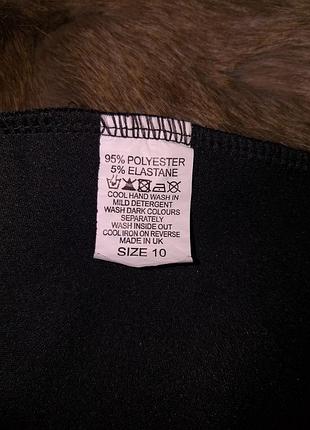 95% POLYESTER
5% ELASTANE
COOL HAND WASH IN
MILD DETERGENT
WASH DARK COLOURS
SEPARATELY
WASH INSIDE OUT
COOL IRON ON REVERSE
MADE IN UK
SIZE 10